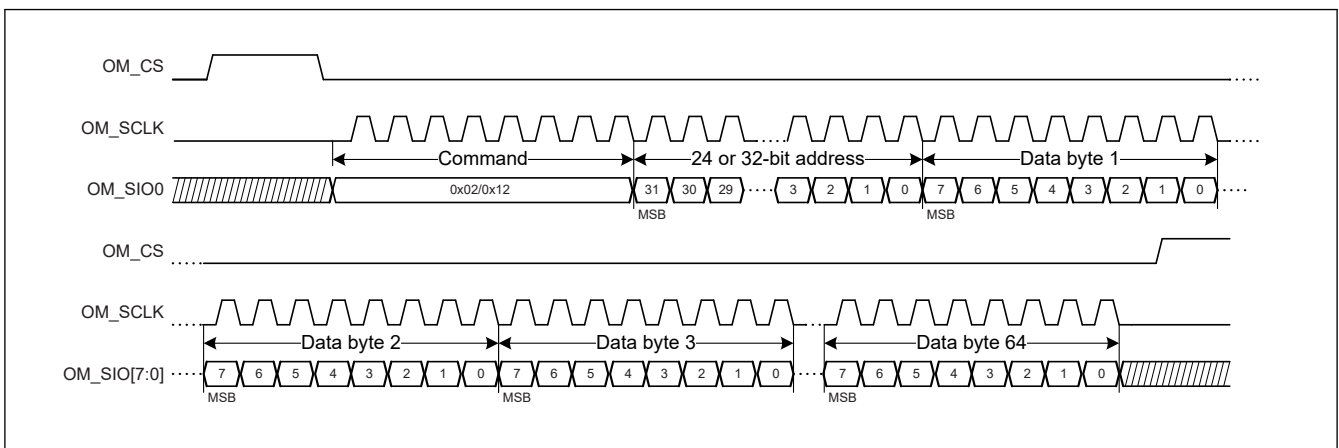 OM_CS
OM_SCLK
Command 24 or 32-bit address Data byte 1
OM_SIO0 0x02/0x12 31 30 29 3 2 1 0 7 6 5 4 3 2 1 0
MSB MSB
OM_CS
OM_SCLK
Data byte 2 Data byte 3 Data byte 64
OM_SIO[7:0] 7 6 5 4 3 2 1 0 7 6 5 4 3 2 1 0 7 6 5 4 3 2 1 0
MSB MSB MSB